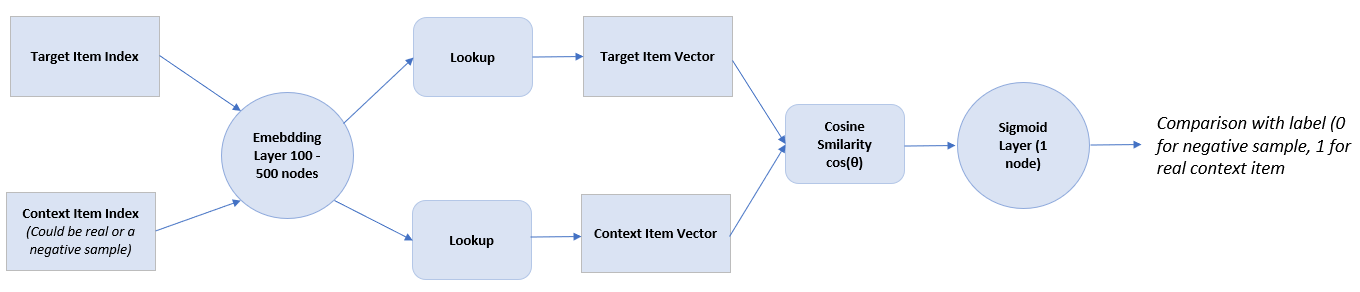 Target Item Index
Lookup
Target Item Vector
Emebdding
Layer 100 -
500 nodes
Cosine
Smilarity
cos(θ)
Sigmoid
Layer (1
node)
Comparison with label (0
for negative sample, 1 for
real context item
Context Item Index
(Could be real or a
negative sample)
Lookup
Context Item Vector